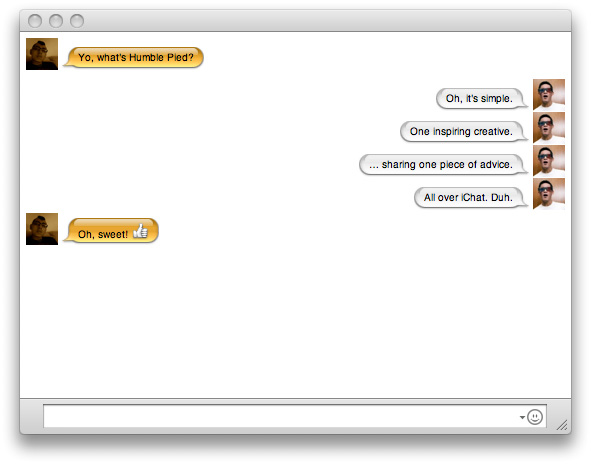 Yo, what's Humble Pied?
Oh, it's simple.
One inspiring creative.
... sharing one piece of advice.
All over iChat. Duh.
Oh, sweet!